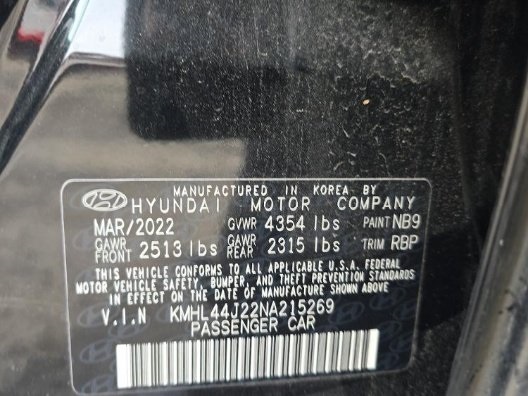 MANUFACTURED IN KOREA BY
HYUNDAI MOTOR COMPANY
MAR/2022 GVWR 4354 lbs PAINT NB9
GAWR FRONT 2513 lbs GAWR REAR 2315 lbs TRIM RBP
THIS VEHICLE CONFORMS TO ALL APPLICABLE U.S.A. FEDERAL
MOTOR VEHICLE SAFETY, BUMPER, AND THEFT PREVENTION STANDARDS
IN EFFECT ON THE DATE OF MANUFACTURE SHOWN ABOVE.
V.I.N KMHL44J22NA215269
PASSENGER CAR